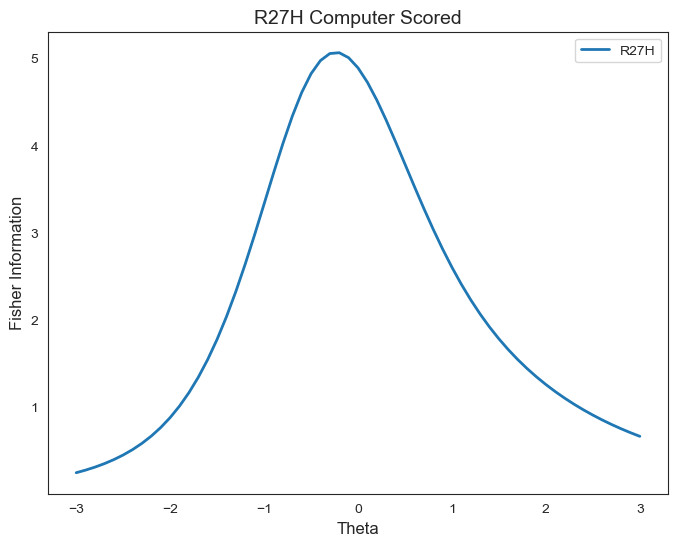 R27H Computer Scored
R27H
5
4
3
2
1
Fisher Information
−3 −2 −1 0 1 2 3
Theta